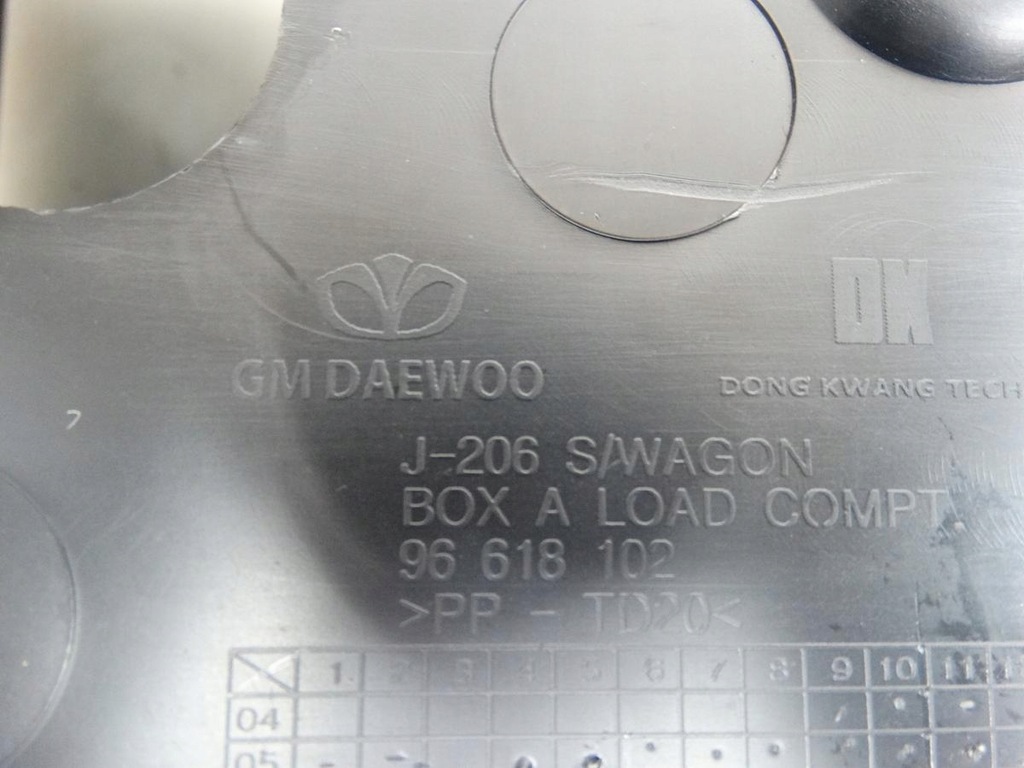 DK
GM DAEWOO
DONG KWANG TECH
J-206 S/WAGON
BOX A LOAD COMPT
96 618 102
>PP - TD20<
1 2 3 4 5 6 7 8 9 10 11
04
05